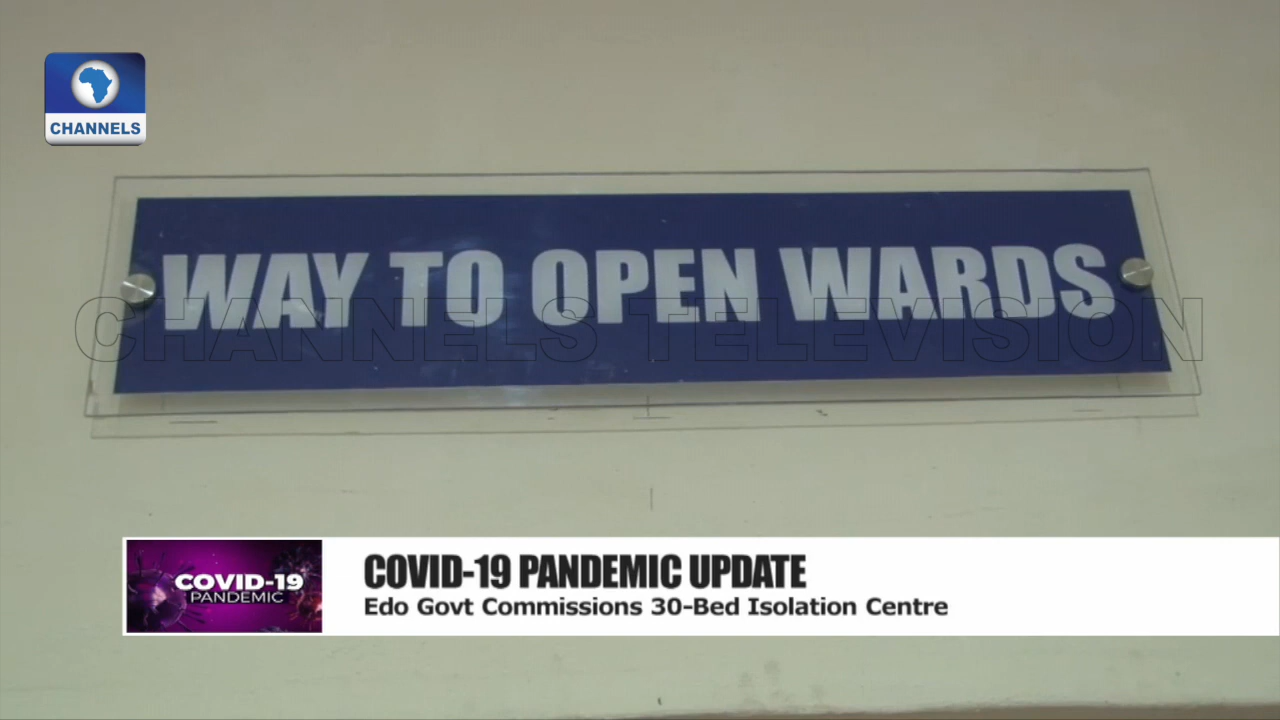 CHANNELS
WAY TO OPEN WARDS
CHANNELS TELEVISION
COVID-19
PANDEMIC
COVID-19 PANDEMIC UPDATE
Edo Govt Commissions 30-Bed Isolation Centre